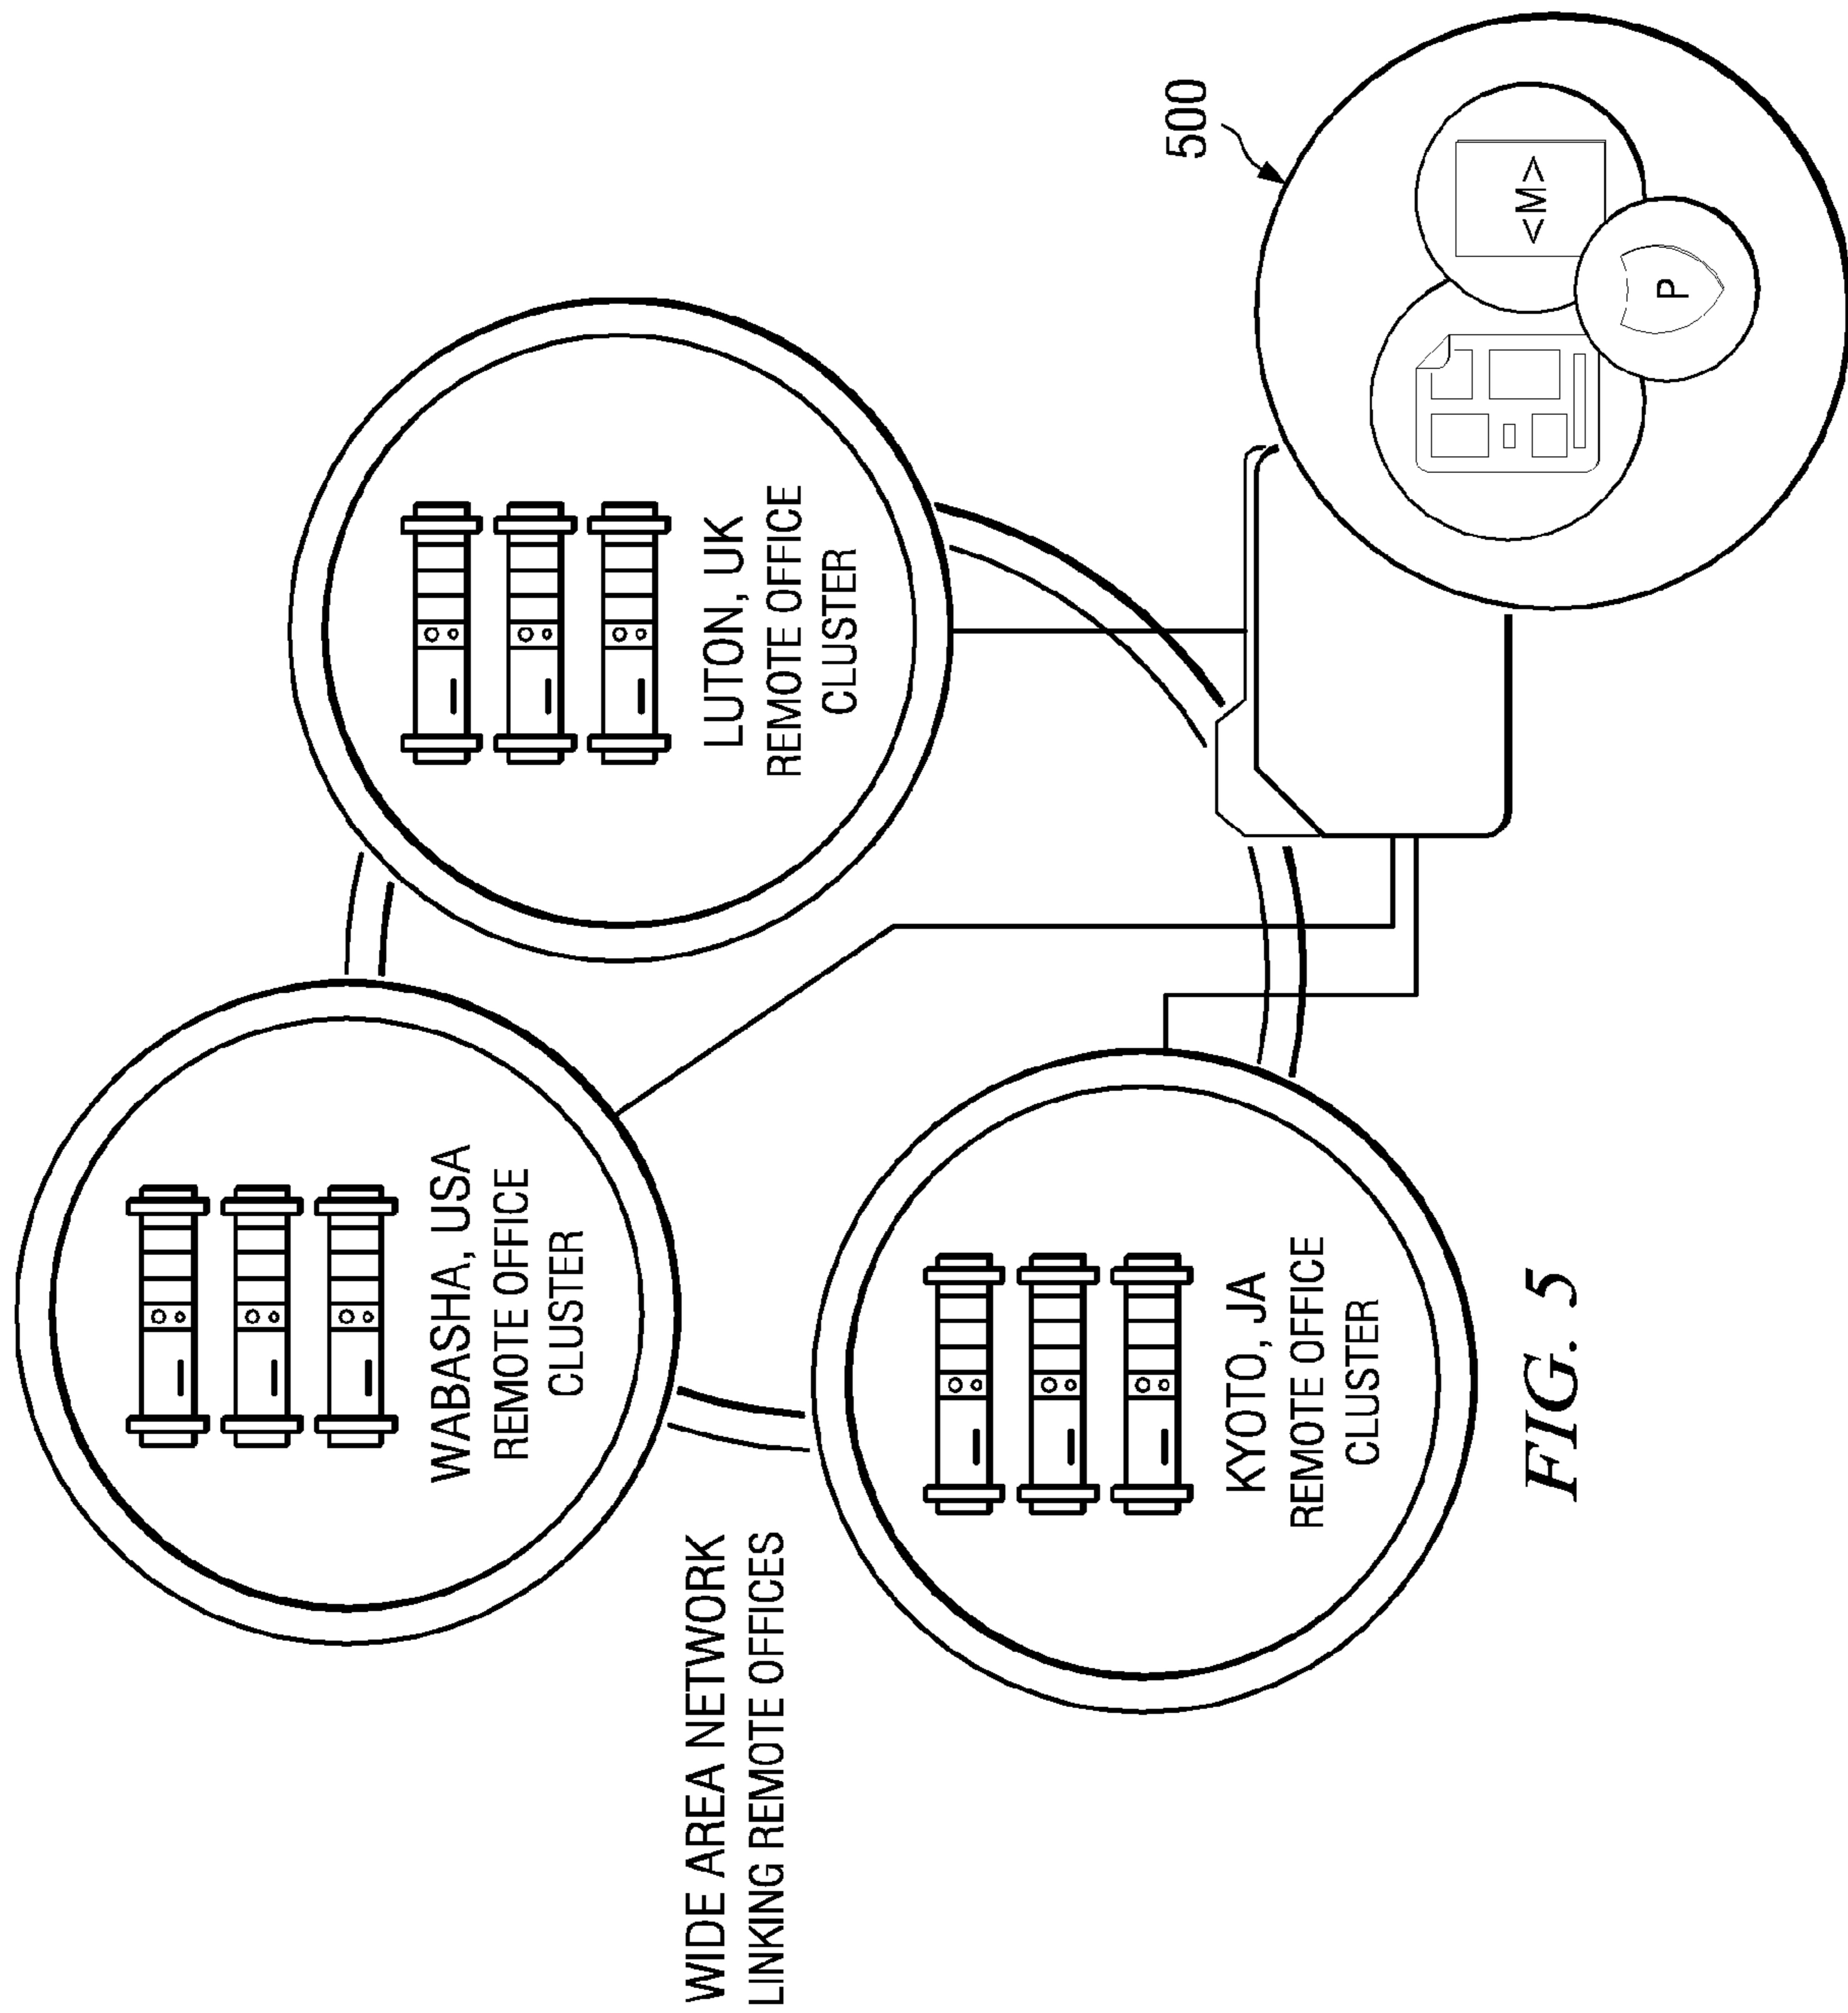 WIDE AREA NETWORK
LINKING REMOTE OFFICES
WABASHA, USA
REMOTE OFFICE
CLUSTER
LUTON, UK
REMOTE OFFICE
CLUSTER
KYOTO, JA
REMOTE OFFICE
CLUSTER
500
<M>
P
FIG. 5